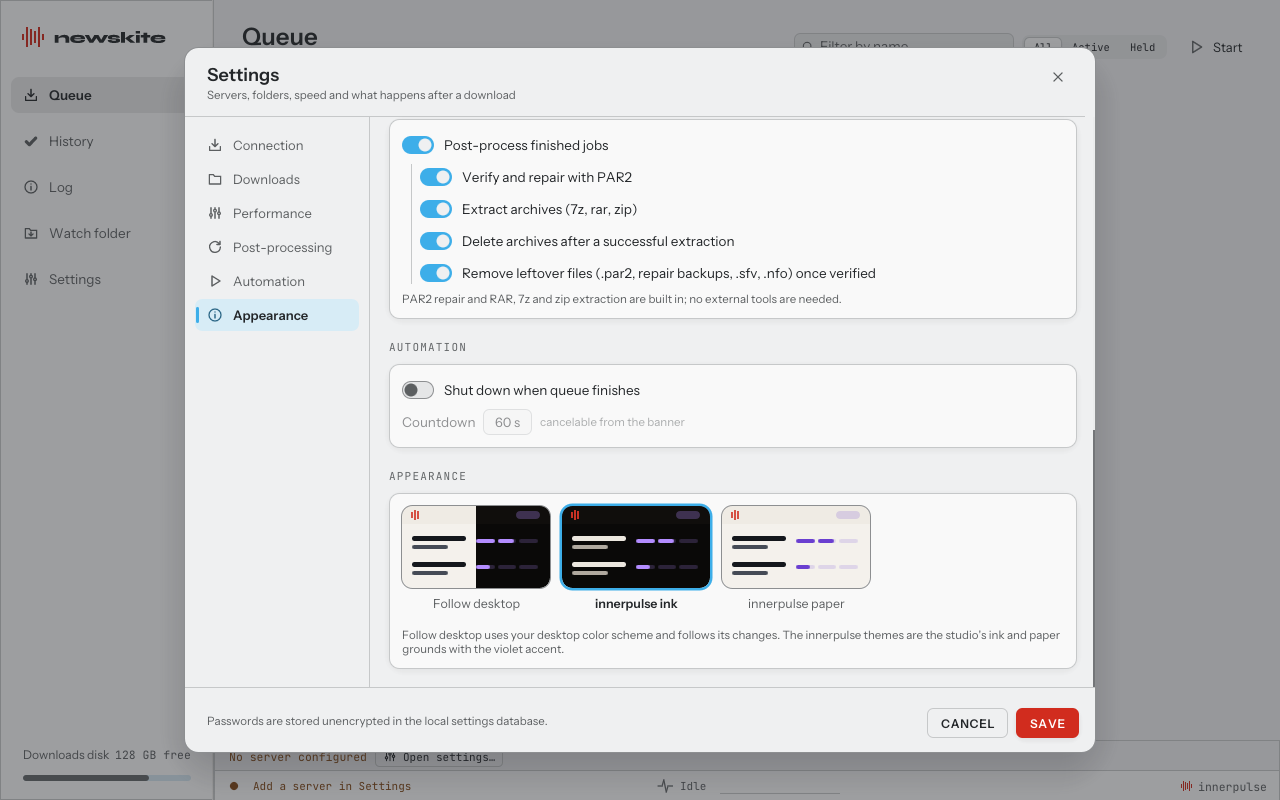 newskite
Queue
Filter by name
All
Active
Held
Start
Queue
History
Log
Watch folder
Settings
Downloads disk 128 GB free
Settings
Servers, folders, speed and what happens after a download
Connection
Downloads
Performance
Post-processing
Automation
Appearance
Post-process finished jobs
Verify and repair with PAR2
Extract archives (7z, rar, zip)
Delete archives after a successful extraction
Remove leftover files (.par2, repair backups, .sfv, .nfo) once verified
PAR2 repair and RAR, 7z and zip extraction are built in; no external tools are needed.
AUTOMATION
Shut down when queue finishes
Countdown 60 s cancelable from the banner
APPEARANCE
Follow desktop
innerpulse ink
innerpulse paper
Follow desktop uses your desktop color scheme and follows its changes. The innerpulse themes are the studio's ink and paper
grounds with the violet accent.
Passwords are stored unencrypted in the local settings database.
CANCEL
SAVE
No server configured
Open settings…
Add a server in Settings
Idle
innerpulse